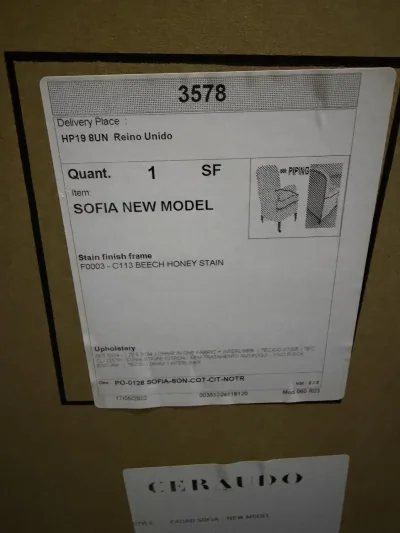 3578
Delivery Place :
HP19 8UN Reino Unido
Quant. 1 SF
PIPING
Item:
SOFIA NEW MODEL
Stain finish frame
F0003 - C113 BEECH HONEY STAIN
Upholstery
PO-0128 SOFIA-SON-COT-CIT-NOTR
CERAUDO
SOFIA NEW MODEL